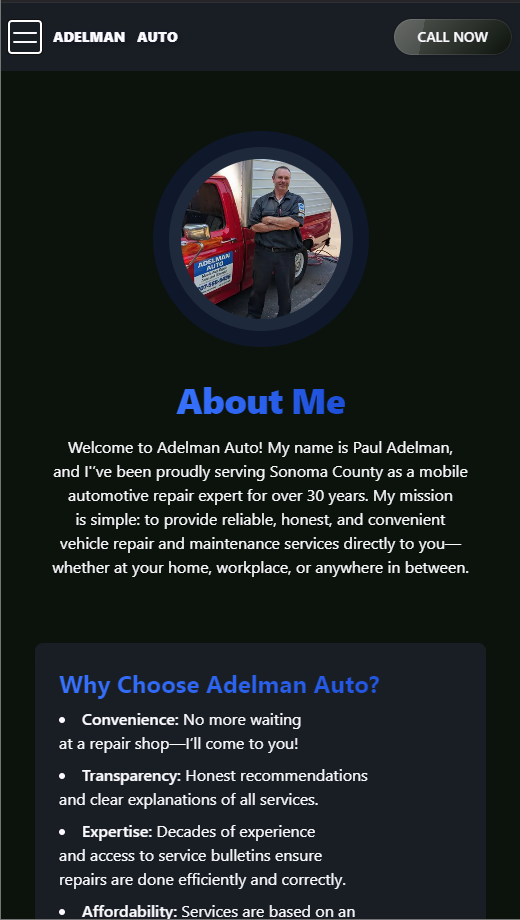 ADELMAN AUTO
CALL NOW
ADELMAN
AUTO
About Me
Welcome to Adelman Auto! My name is Paul Adelman,
and I"’ve been proudly serving Sonoma County as a mobile
automotive repair expert for over 30 years. My mission
is simple: to provide reliable, honest, and convenient
vehicle repair and maintenance services directly to you—
whether at your home, workplace, or anywhere in between.
Why Choose Adelman Auto?
• Convenience: No more waiting
at a repair shop—I’ll come to you!
• Transparency: Honest recommendations
and clear explanations of all services.
• Expertise: Decades of experience
and access to service bulletins ensure
repairs are done efficiently and correctly.
• Affordability: Services are based on an